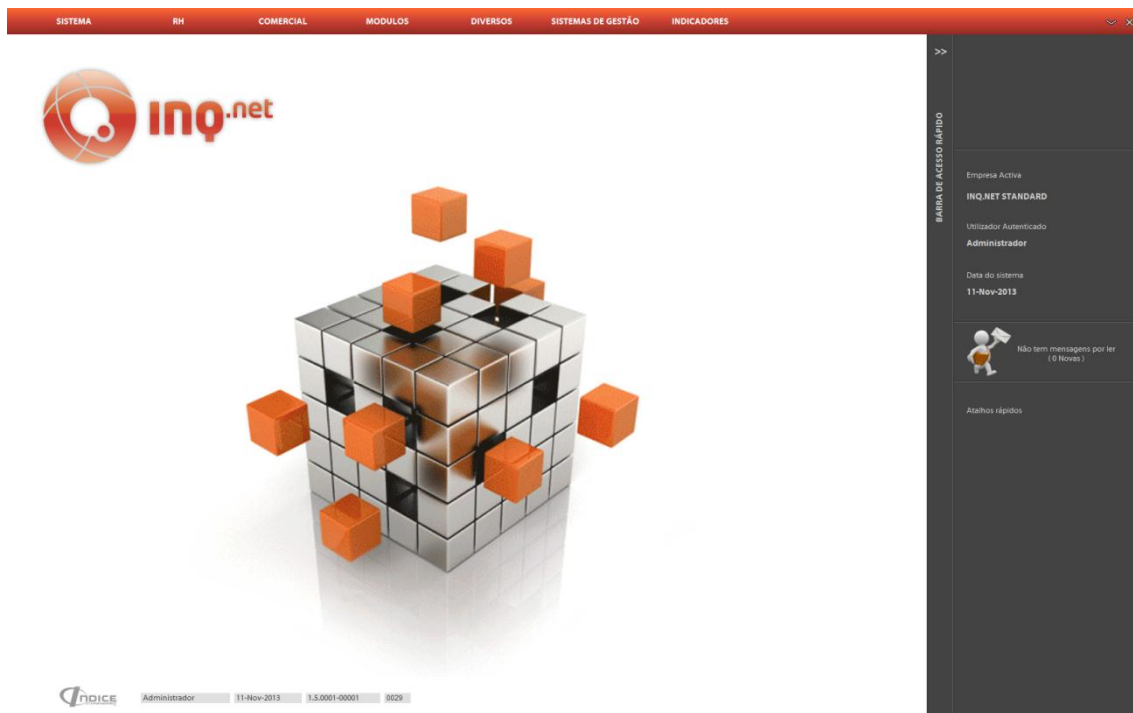 SISTEMA RH COMERCIAL MODULOS DIVERSOS SISTEMAS DE GESTÃO INDICADORES
>>
inq.net
BARRA DE ACESSO RÁPIDO
Empresa Activa
INQ.NET STANDARD
Utilizador Autenticado
Administrador
Data do sistema
11-Nov-2013
Não tem mensagens por ler
( 0 Novas )
Atalhos rápidos
índice
Administrador 11-Nov-2013 1.5.0001-00001 0029